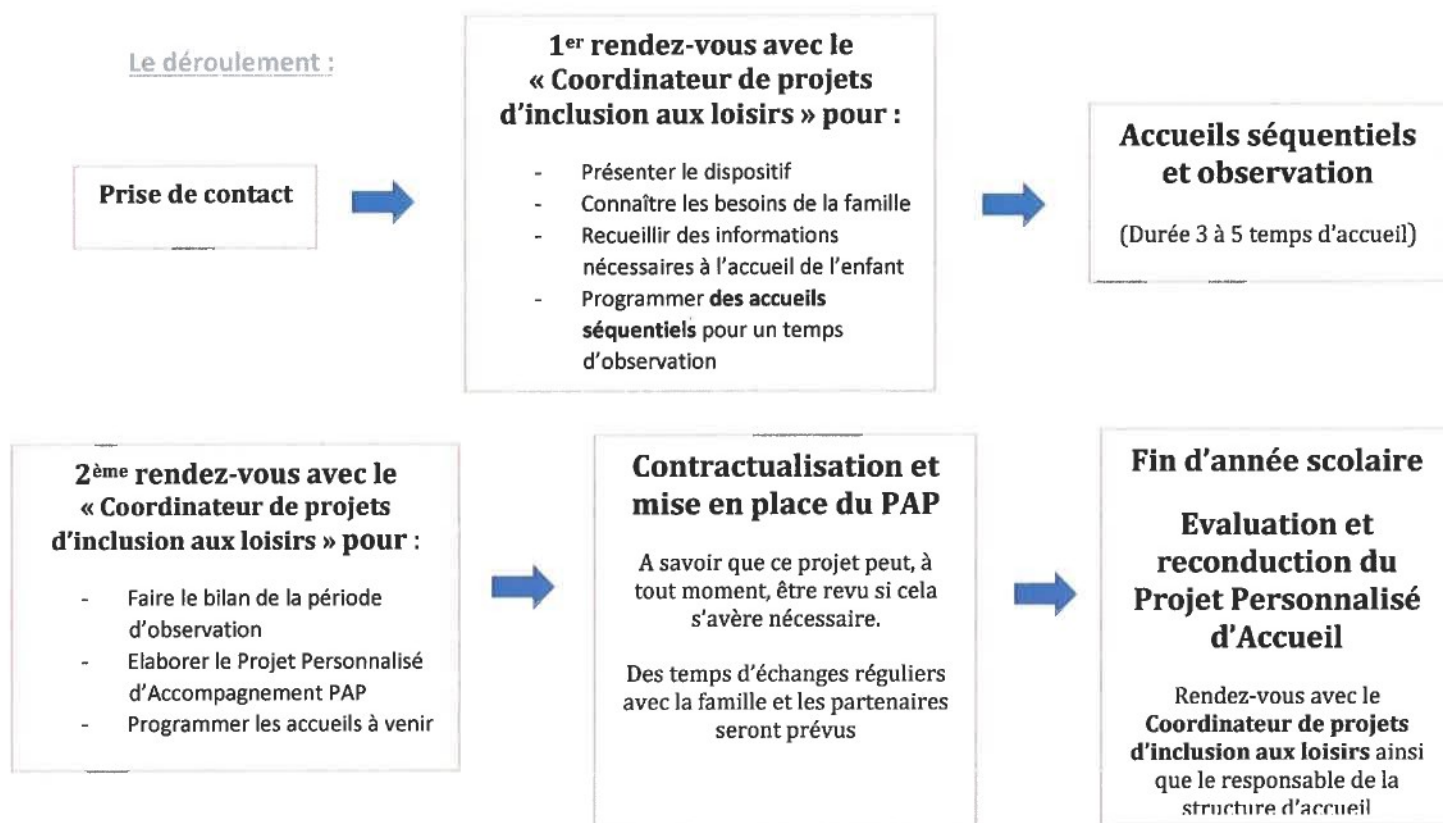 Le déroulement :
Prise de contact
1er rendez-vous avec le
« Coordinateur de projets
d'inclusion aux loisirs » pour :
- Présenter le dispositif
- Connaître les besoins de la famille
- Recueillir des informations
nécessaires à l'accueil de l'enfant
- Programmer des accueils
séquentiels pour un temps
d'observation
Accueils séquentiels
et observation
(Durée 3 à 5 temps d'accueil)
2ème rendez-vous avec le
« Coordinateur de projets
d'inclusion aux loisirs » pour :
- Faire le bilan de la période
d'observation
- Elaborer le Projet Personnalisé
d'Accompagnement PAP
- Programmer les accueils à venir
Contractualisation et
mise en place du PAP
A savoir que ce projet peut, à
tout moment, être revu si cela
s'avère nécessaire.
Des temps d'échanges réguliers
avec la famille et les partenaires
seront prévus
Fin d'année scolaire
Evaluation et
reconduction du
Projet Personnalisé
d'Accueil
Rendez-vous avec le
Coordinateur de projets
d'inclusion aux loisirs ainsi
que le responsable de la
structure d'accueil